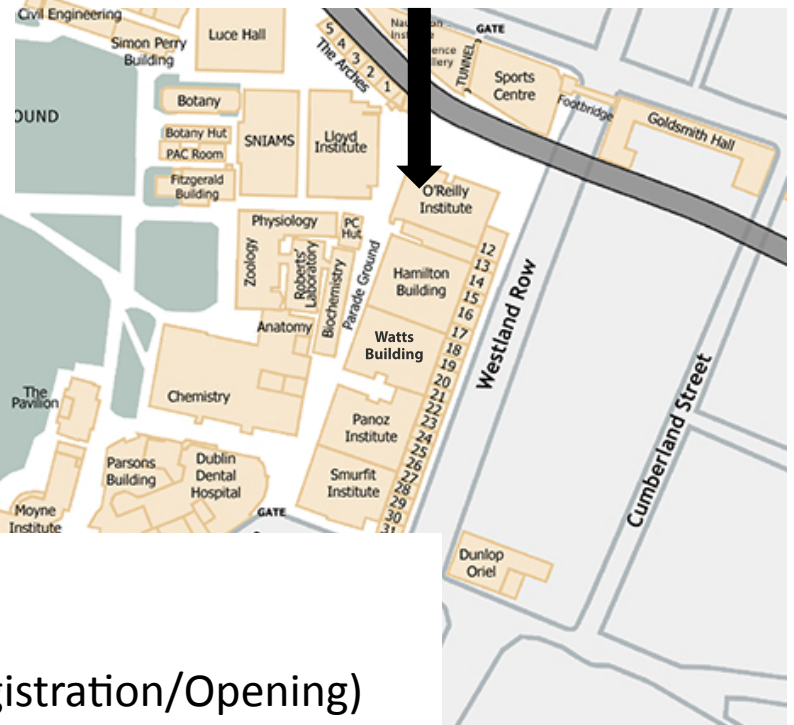 Civil Engineering
Simon Perry
Building
Luce Hall
5
4
3
2
1
The Arches
GATE
TUNNEL
Sports
Centre
Footbridge
Goldsmith Hall
OUND
Botany
Botany Hut
PAC Room
Fitzgerald
Building
SNIAMS
Lloyd
Institute
O'Reilly
Institute
Physiology
PC
Hut
Zoology
Roberts'
Laboratory
Biochemistry
Parade Ground
Anatomy
Hamilton
Building
Watts
Building
12
13
14
15
16
17
18
19
20
21
22
23
24
25
26
27
28
29
30
31
Westland Row
Cumberland Street
Chemistry
The
Pavilion
Panoz
Institute
Parsons
Building
Dublin
Dental
Hospital
Smurfit
Institute
GATE
Moyne
Institute
Dunlop
Oriel
gistration/Opening)